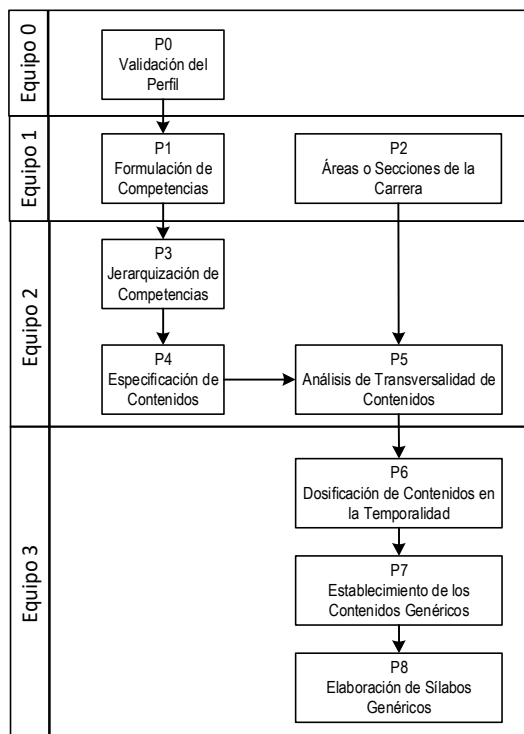 Equipo 0
P0
Validación del
Perfil
Equipo 1
P1
Formulación de
Competencias
P2
Áreas o Secciones de la
Carrera
Equipo 2
P3
Jerarquización de
Competencias
P4
Especificación de
Contenidos
P5
Análisis de Transversalidad de
Contenidos
Equipo 3
P6
Dosificación de Contenidos en
la Temporalidad
P7
Establecimiento de los
Contenidos Genéricos
P8
Elaboración de Sílabos
Genéricos